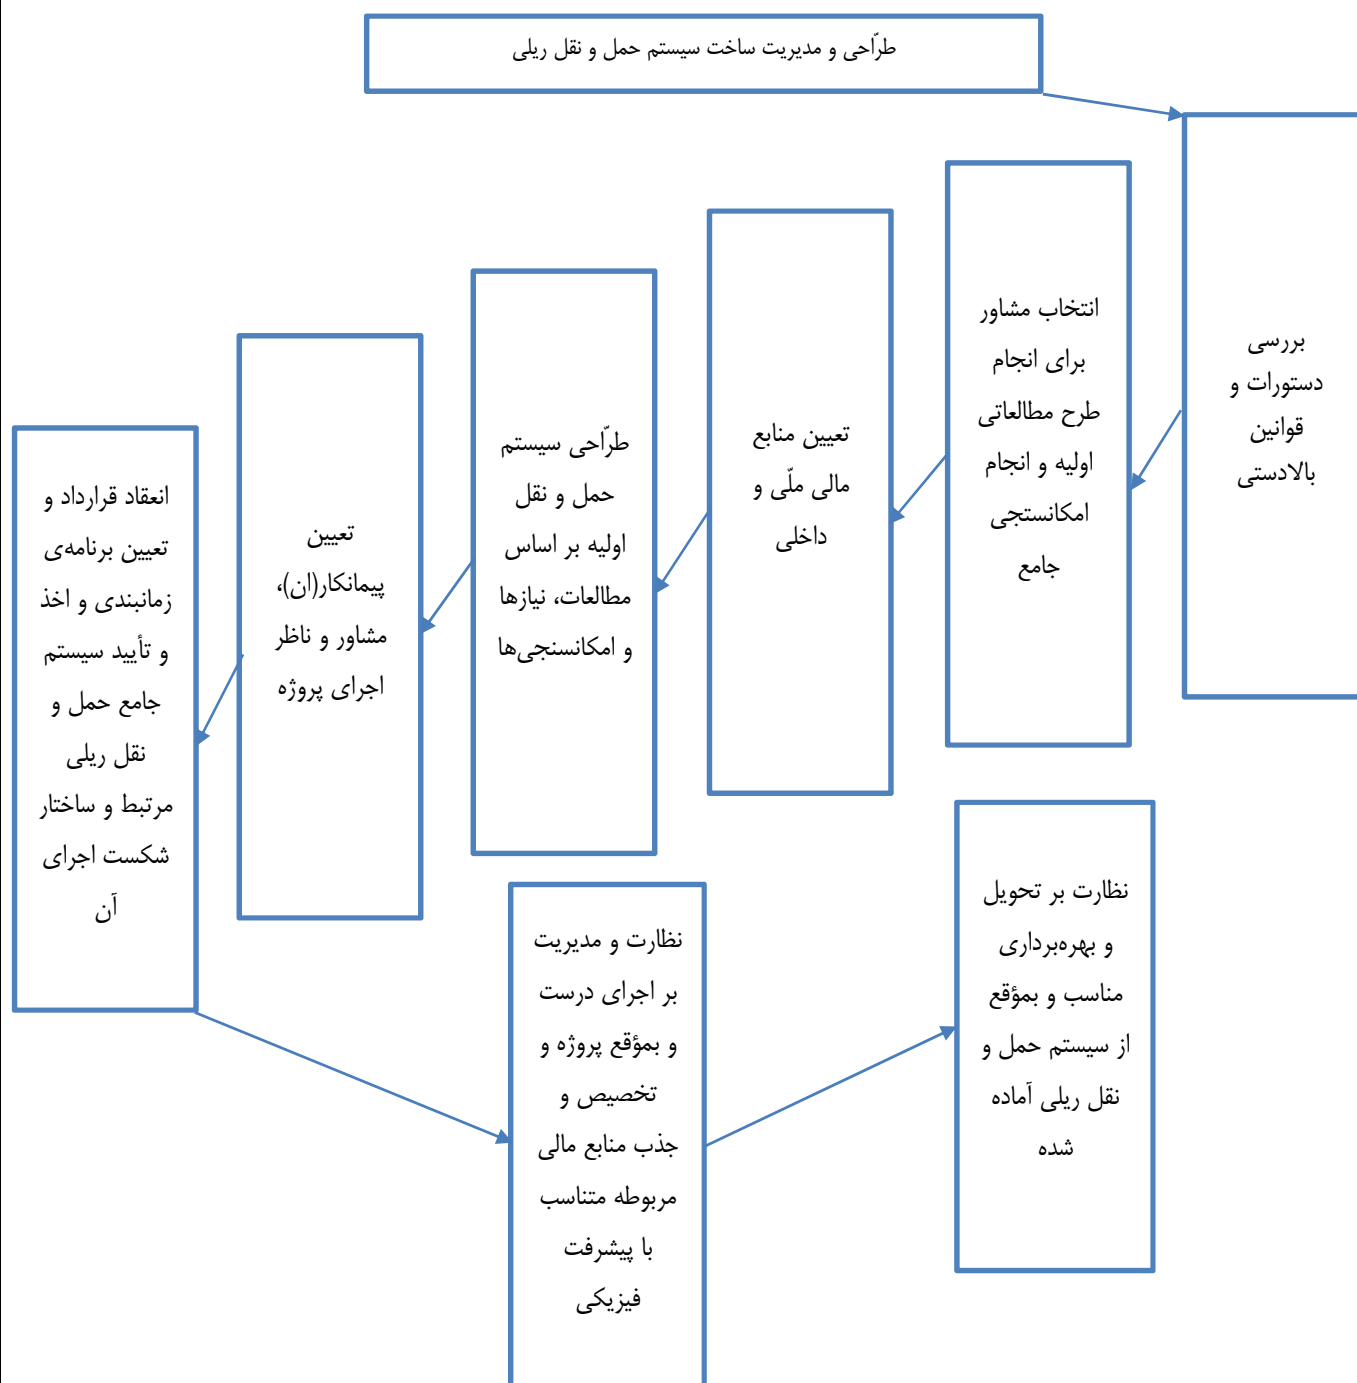 طرّاحی و مدیریت ساخت سیستم حمل و نقل ریلی
بررسی
دستورات و
قوانین
بالادستی
انتخاب مشاور
برای انجام
طرح مطالعاتی
اولیه و انجام
امکانستجی
جامع
تعیین منابع
مالی ملّی و
داخلی
طرّاحی سیستم
حمل و نقل
اولیه بر اساس
مطالعات، نیازها
و امکانسنجی‌ها
تعیین
پیمانکار(ان)،
مشاور و ناظر
اجرای پروژه
انعقاد قرارداد و
تعیین برنامه‌ی
زمانبندی و اخذ
و تأیید سیستم
جامع حمل و
نقل ریلی
مرتبط و ساختار
شکست اجرای
آن
نظارت و مدیریت
بر اجرای درست
و بمؤقع پروژه و
تخصیص و
جذب منابع مالی
مربوطه متناسب
با پیشرفت
فیزیکی
نظارت بر تحویل
و بهره‌برداری
مناسب و بمؤقع
از سیستم حمل و
نقل ریلی آماده
شده